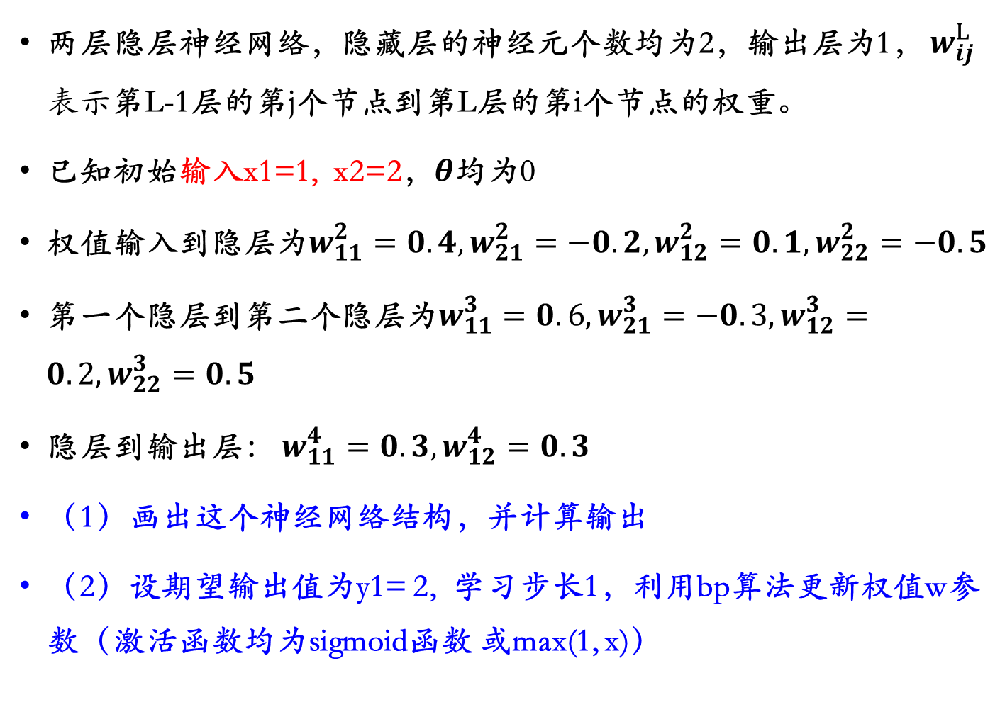 • 两层隐层神经网络，隐藏层的神经元个数均为2，输出层为1， $w_{ij}^{L}$
表示第L-1层的第j个节点到第L层的第i个节点的权重。
• 已知初始输入x1=1, x2=2，θ均为0
• 权值输入到隐层为$w_{11}^{2} = 0.4, w_{21}^{2} = -0.2, w_{12}^{2} = 0.1, w_{22}^{2} = -0.5$
• 第一个隐层到第二个隐层为$w_{11}^{3} = 0.6, w_{21}^{3} = -0.3, w_{12}^{3} =$
$0.2, w_{22}^{3} = 0.5$
• 隐层到输出层： $w_{11}^{4} = 0.3, w_{12}^{4} = 0.3$
• （1）画出这个神经网络结构，并计算输出
• （2）设期望输出值为y1= 2, 学习步长1，利用bp算法更新权值w参
数（激活函数均为sigmoid函数 或max(1, x)）